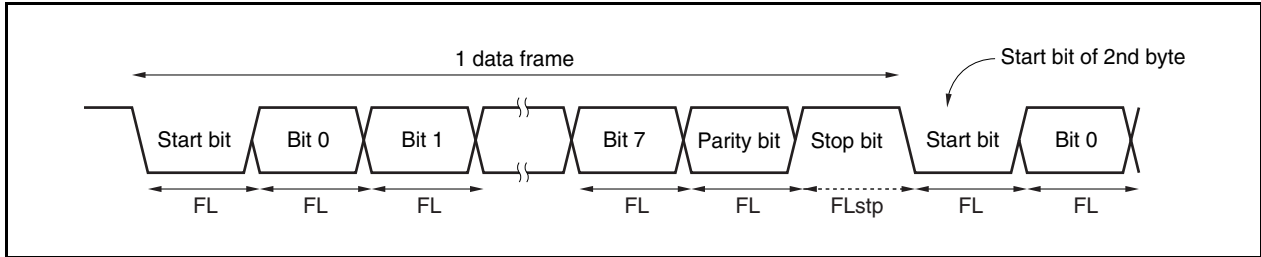 1 data frame
Start bit of 2nd byte
Start bit Bit 0 Bit 1 Bit 7 Parity bit Stop bit Start bit Bit 0
FL FL FL FL FL FLstp FL FL